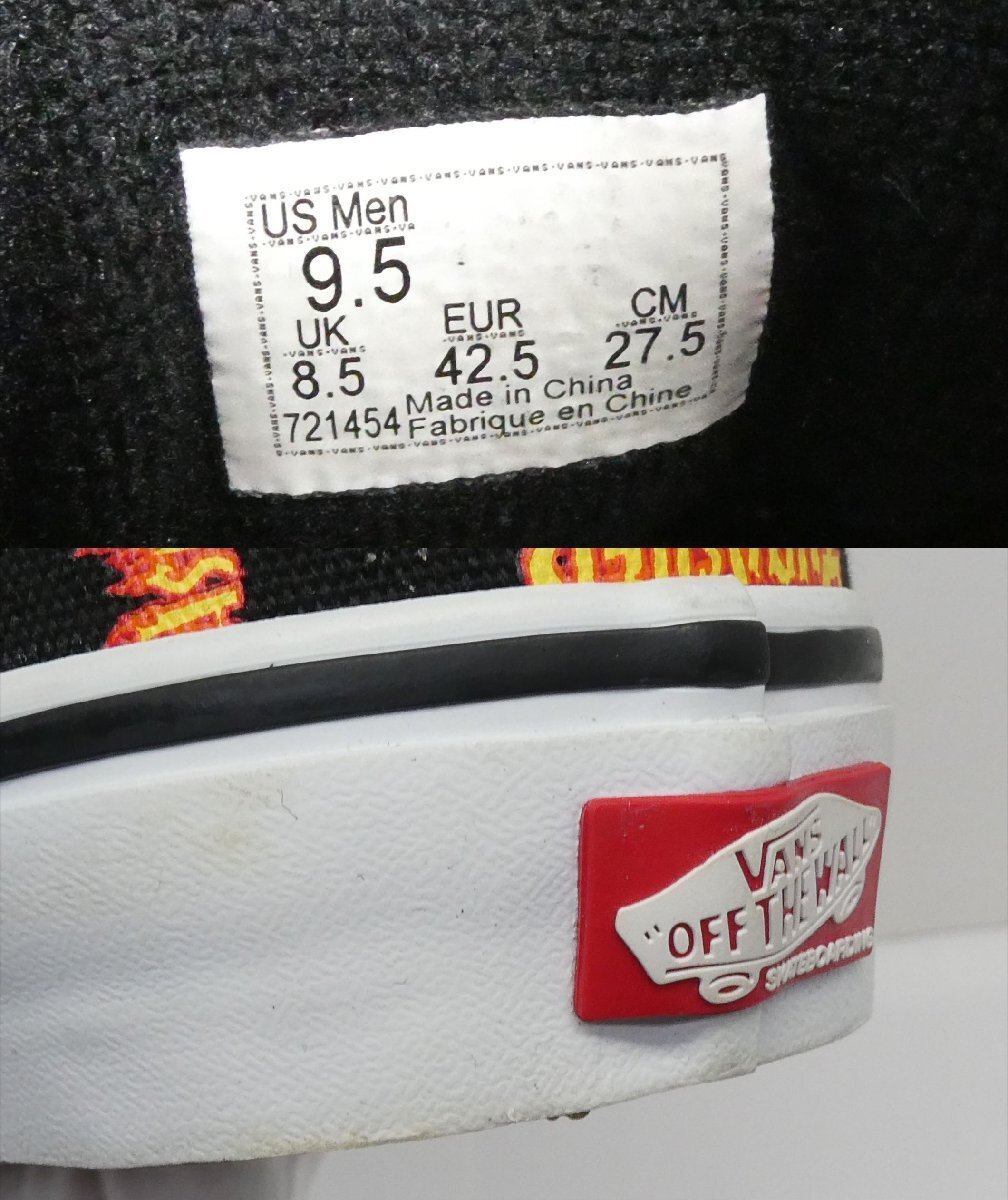 US Men
9.5
UK EUR CM
8.5 42.5 27.5
721454 Made in China
Fabrique en Chine
VANS
"OFF THE WALL"
SKATEBOARDING